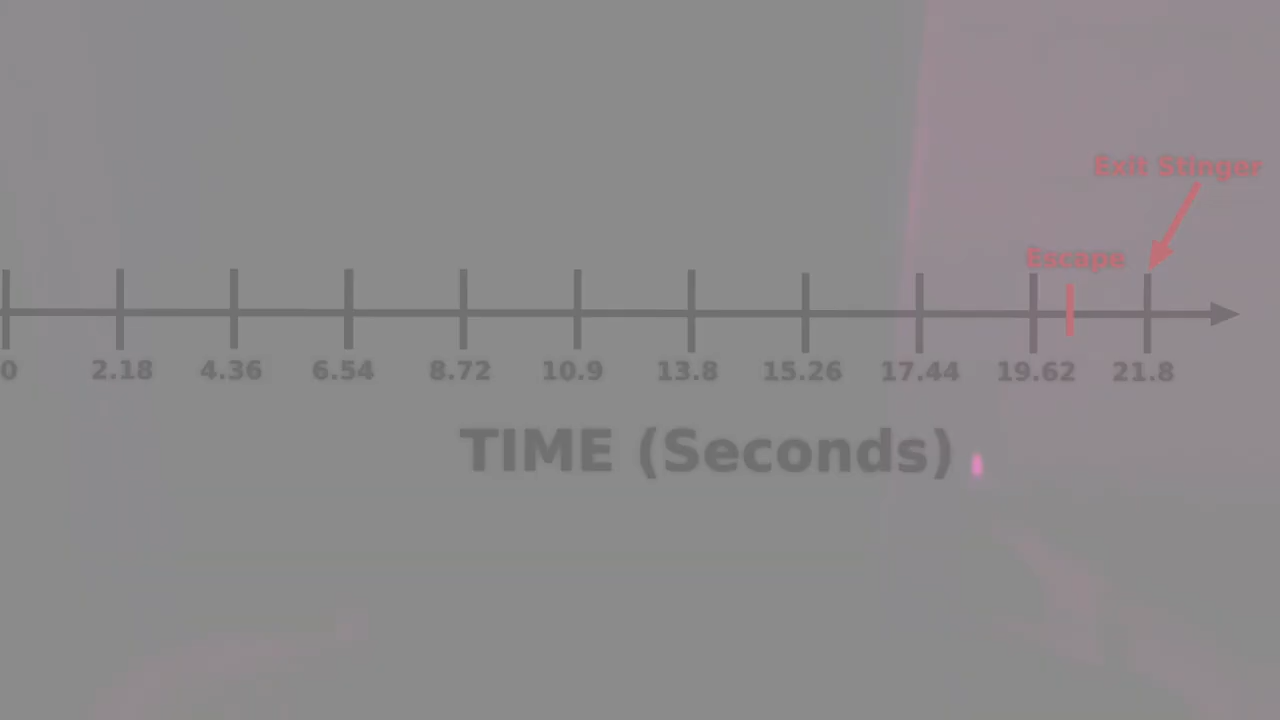 Exit Stinger
Escape
0 2.18 4.36 6.54 8.72 10.9 13.8 15.26 17.44 19.62 21.8
TIME (Seconds)